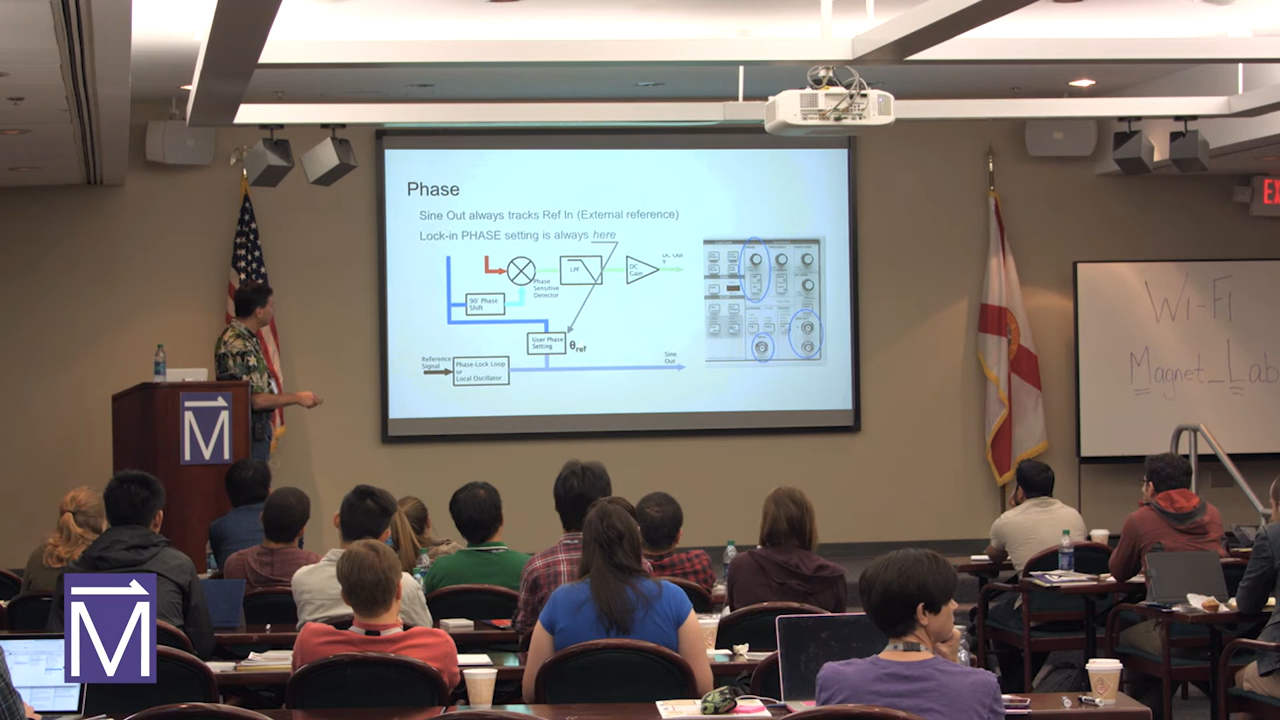 Phase
Sine Out always tracks Ref In (External reference)
Lock-in PHASE setting is always here
DC Out
Y
LPF
DC
Gain
Phase
Sensitive
Detector
90° Phase
Shift
User Phase
Setting
θref
Reference
Signal
Phase-Lock Loop
or
Local Oscillator
Sine
Out
Wi-Fi
Magnet_Lab
M
M